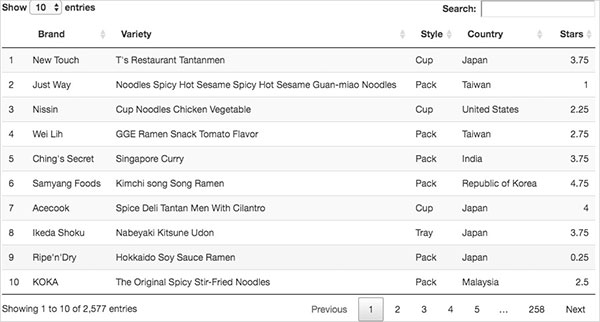 Show 10 entries Search:
Brand Variety Style Country Stars
1 New Touch T's Restaurant Tantanmen Cup Japan 3.75
2 Just Way Noodles Spicy Hot Sesame Spicy Hot Sesame Guan-miao Noodles Pack Taiwan 1
3 Nissin Cup Noodles Chicken Vegetable Cup United States 2.25
4 Wei Lih GGE Ramen Snack Tomato Flavor Pack Taiwan 2.75
5 Ching's Secret Singapore Curry Pack India 3.75
6 Samyang Foods Kimchi song Song Ramen Pack Republic of Korea 4.75
7 Acecook Spice Deli Tantan Men With Cilantro Cup Japan 4
8 Ikeda Shoku Nabeyaki Kitsune Udon Tray Japan 3.75
9 Ripe'n'Dry Hokkaido Soy Sauce Ramen Pack Japan 0.25
10 KOKA The Original Spicy Stir-Fried Noodles Pack Malaysia 2.5
Showing 1 to 10 of 2,577 entries Previous 1 2 3 4 5 ... 258 Next